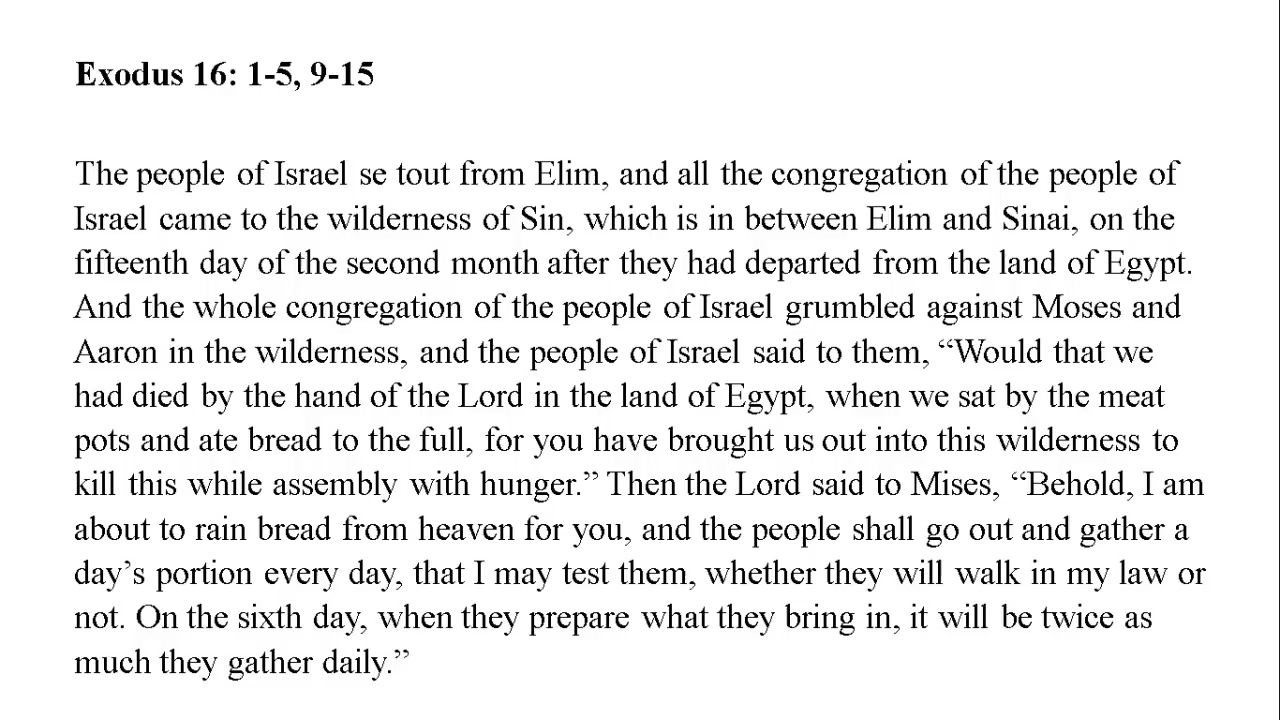 Exodus 16: 1-5, 9-15
The people of Israel se tout from Elim, and all the congregation of the people of
Israel came to the wilderness of Sin, which is in between Elim and Sinai, on the
fifteenth day of the second month after they had departed from the land of Egypt.
And the whole congregation of the people of Israel grumbled against Moses and
Aaron in the wilderness, and the people of Israel said to them, “Would that we
had died by the hand of the Lord in the land of Egypt, when we sat by the meat
pots and ate bread to the full, for you have brought us out into this wilderness to
kill this while assembly with hunger.” Then the Lord said to Mises, “Behold, I am
about to rain bread from heaven for you, and the people shall go out and gather a
day’s portion every day, that I may test them, whether they will walk in my law or
not. On the sixth day, when they prepare what they bring in, it will be twice as
much they gather daily.”